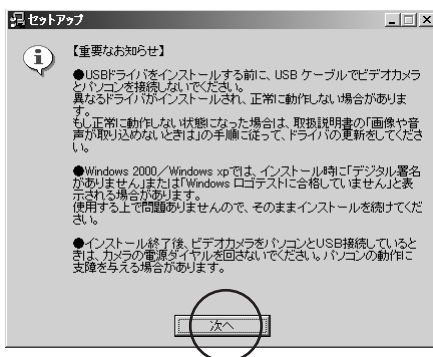 セットアップ
【重要なお知らせ】
●USBドライバをインストールする前に、USB ケーブルでビデオカメラ
とパソコンを接続しないでください。
異なるドライバがインストールされ、正常に動作しない場合がありま
す。
もし正常に動作しない状態になった場合は、取扱説明書の「画像や音
声が取り込めないときは」の手順に従って、ドライバの更新をしてくださ
い。
●Windows 2000／Windows xpでは、インストール時に「デジタル署名
がありません」または「Windows ロゴテストに合格していません」と表
示される場合があります。
使用する上で問題ありませんので、そのままインストールを続けてくだ
さい。
●インストール終了後、ビデオカメラをパソコンとUSB接続していると
きは、カメラの電源ダイヤルを回さないでください。パソコンの動作に
支障を与える場合があります。
次へ